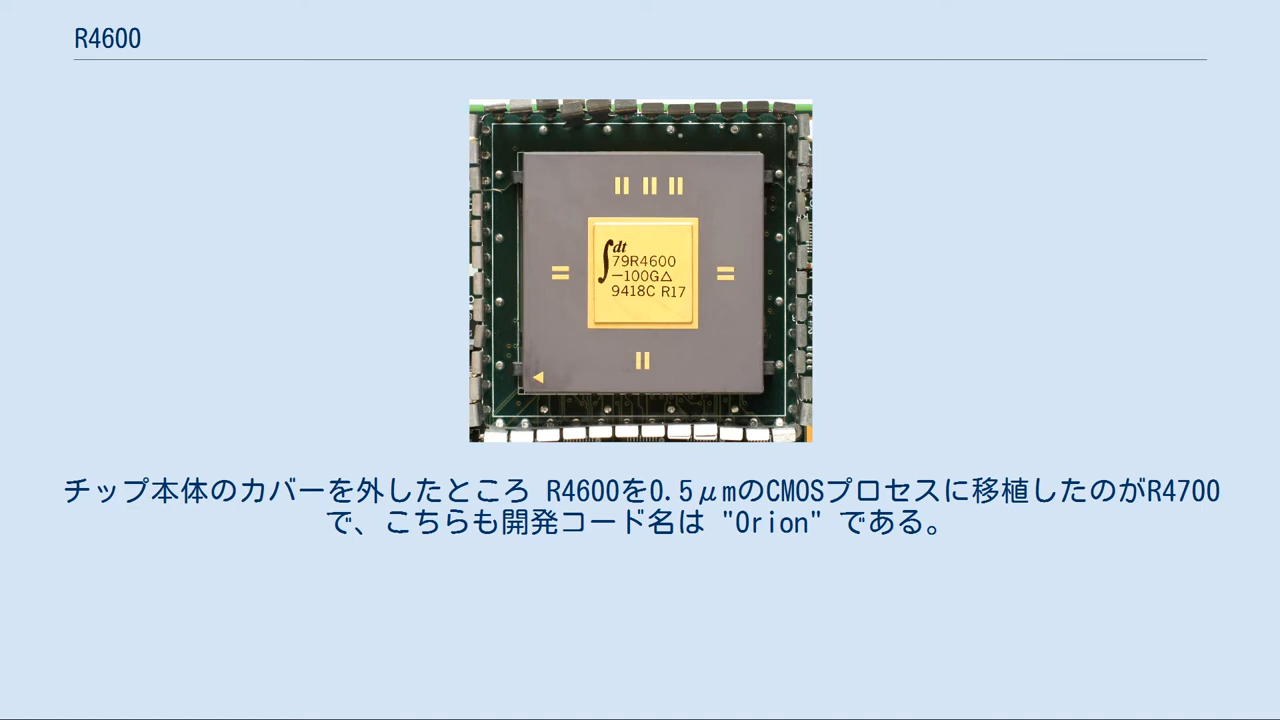 R4600
∫dt
79R4600
–100G△
9418C R17
チップ本体のカバーを外したところ R4600を0.5μmのCMOSプロセスに移植したのがR4700
で、こちらも開発コード名は "Orion" である。